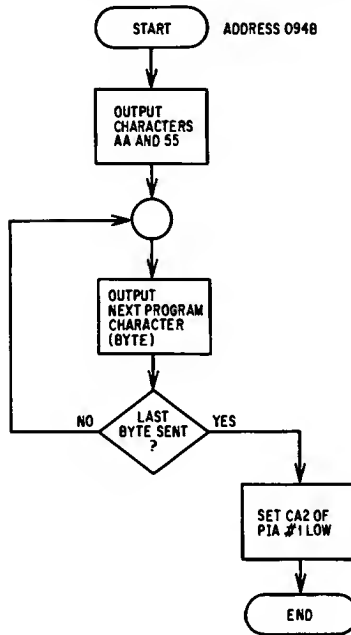 START
ADDRESS 094B
OUTPUT
CHARACTERS
AA AND 55
OUTPUT
NEXT PROGRAM
CHARACTER
(BYTE)
NO
LAST
BYTE SENT
?
YES
SET CA2 OF
PIA #1 LOW
END